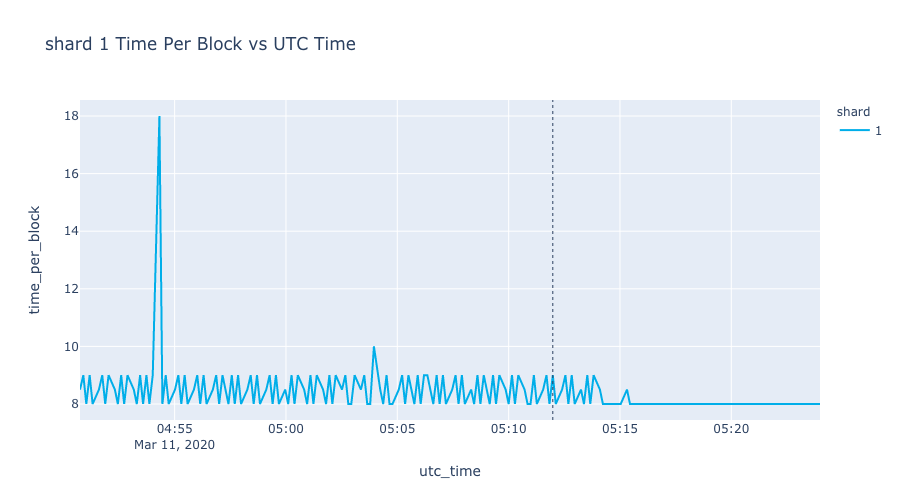 shard 1 Time Per Block vs UTC Time
shard
1
18
16
14
12
10
8
time_per_block
04:55
05:00
05:05
05:10
05:15
05:20
Mar 11, 2020
utc_time